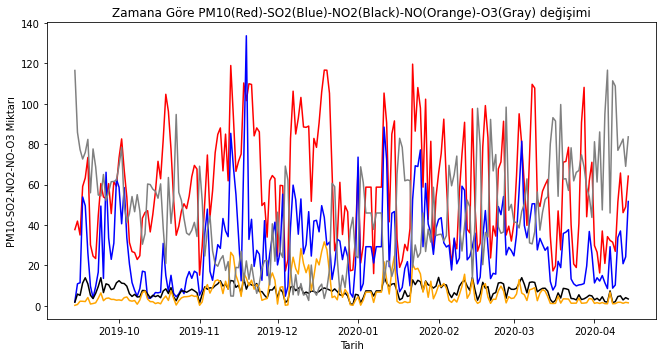 Zamana Göre PM10(Red)-SO2(Blue)-NO2(Black)-NO(Orange)-O3(Gray) değişimi
PM10-SO2-NO2-NO-O3 Miktarı
140
120
100
80
60
40
20
0
2019-10 2019-11 2019-12 2020-01 2020-02 2020-03 2020-04
Tarih